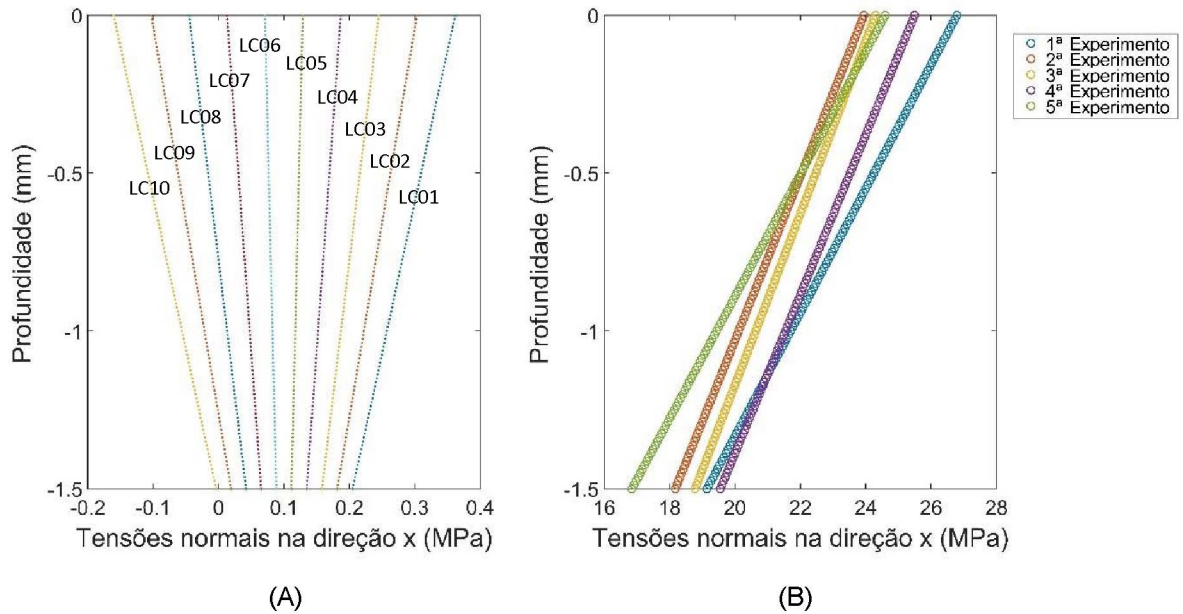 0
LC06
LC05
LC07
LC04
LC08
LC03
LC09
LC02
LC10
LC01
-0.5
-1
-1.5
Profundidade (mm)
-0.2 -0.1 0 0.1 0.2 0.3 0.4
Tensões normais na direção x (MPa)
(A)
0
-0.5
-1
-1.5
Profundidade (mm)
16 18 20 22 24 26 28
Tensões normais na direção x (MPa)
(B)
1ª Experimento
2ª Experimento
3ª Experimento
4ª Experimento
5ª Experimento